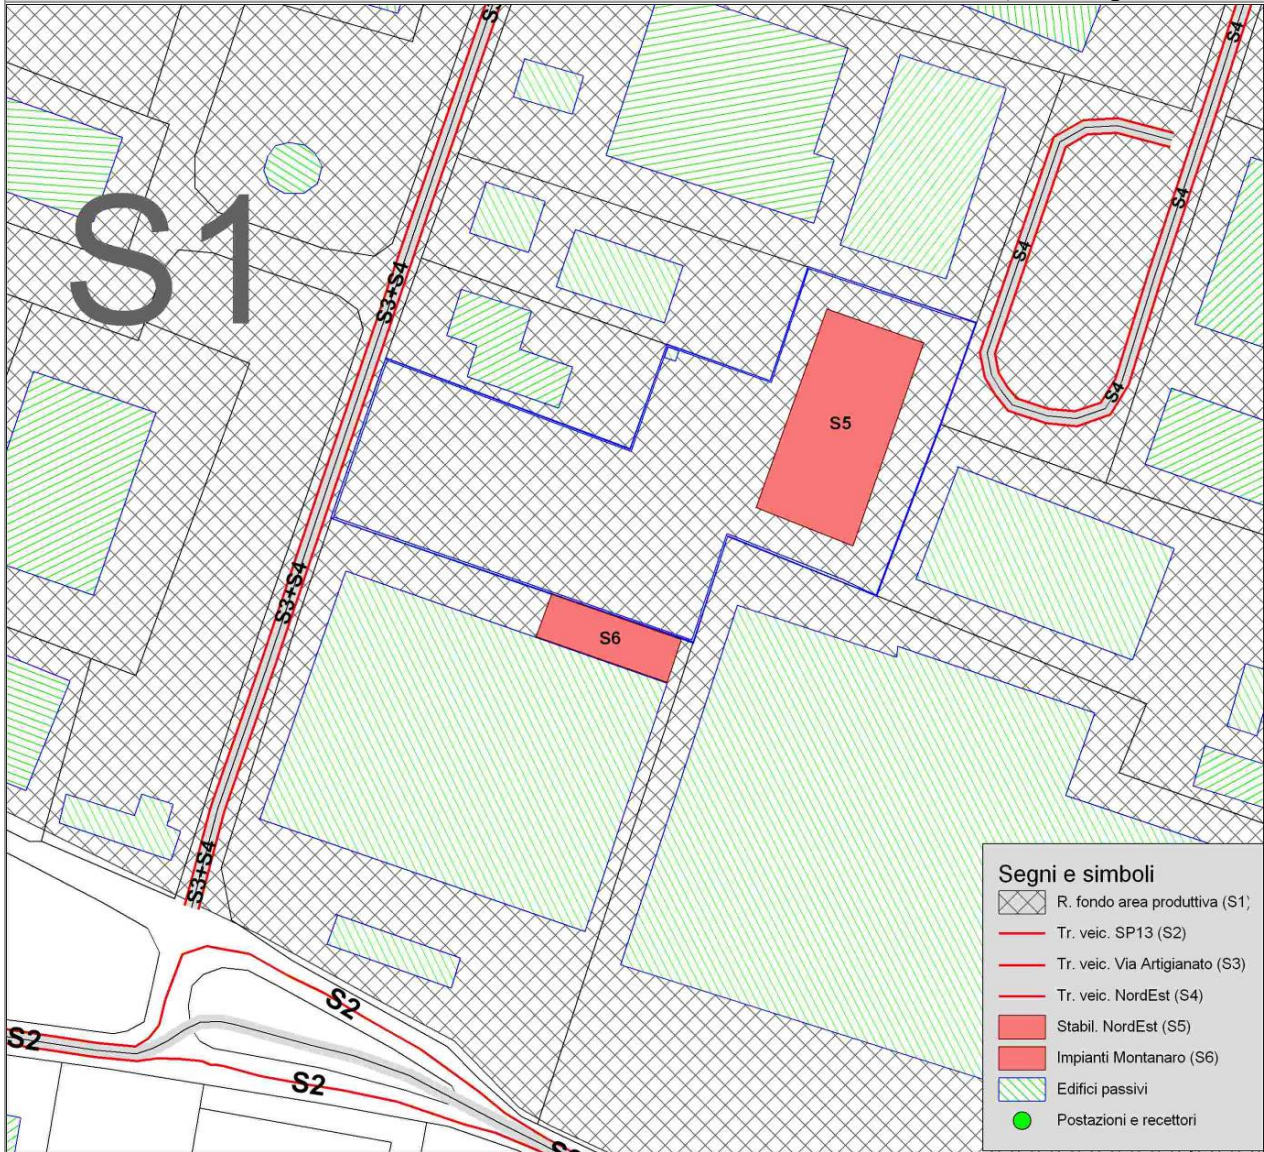 S4
S4
S1
S4
S3+S4
S4
S5
S3+S4
S6
S3+S4
Segni e simboli
R. fondo area produttiva (S1)
Tr. veic. SP13 (S2)
Tr. veic. Via Artigianato (S3)
Tr. veic. NordEst (S4)
Stabil. NordEst (S5)
Impianti Montanaro (S6)
Edifici passivi
Postazioni e recettori
S2
S2
S2